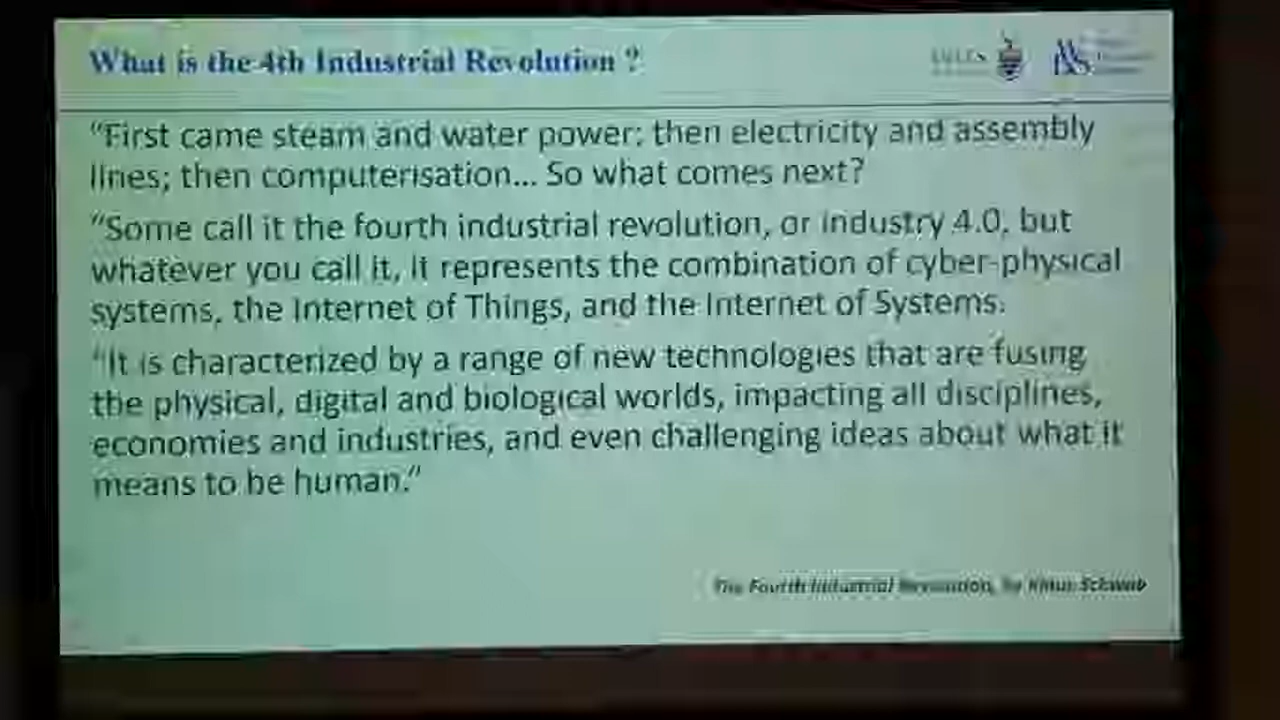 What is the 4th Industrial Revolution ?
“First came steam and water power; then electricity and assembly
lines; then computerisation... So what comes next?
“Some call it the fourth industrial revolution, or industry 4.0, but
whatever you call it, it represents the combination of cyber-physical
systems, the Internet of Things, and the Internet of Systems.
“It is characterized by a range of new technologies that are fusing
the physical, digital and biological worlds, impacting all disciplines,
economies and industries, and even challenging ideas about what it
means to be human.”
The Fourth Industrial Revolution, by Klaus Schwab